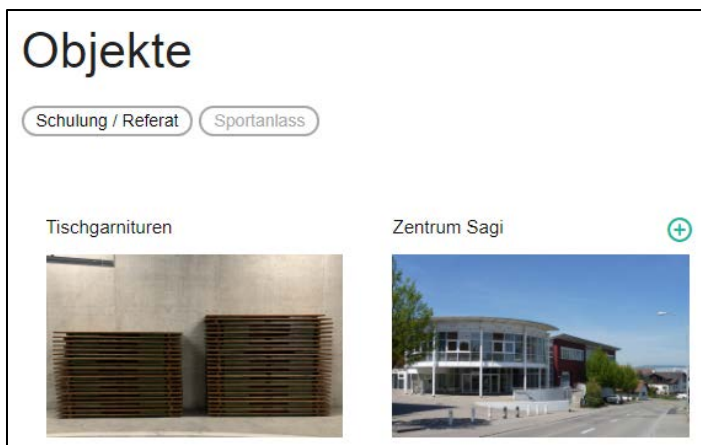 Objekte
Schulung / Referat Sportanlass
Tischgarnituren Zentrum Sagi